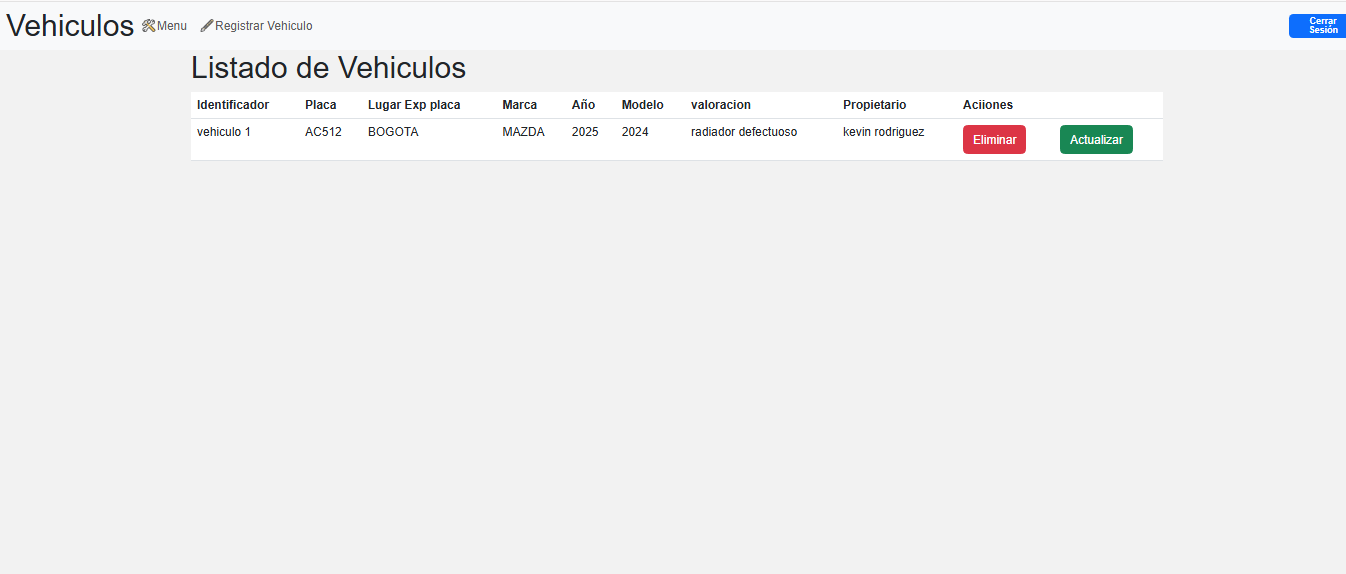 Vehiculos Menu Registrar Vehiculo
Cerrar
Sesión
Listado de Vehiculos
Identificador Placa Lugar Exp placa Marca Año Modelo valoracion Propietario Aciiones
vehiculo 1 AC512 BOGOTA MAZDA 2025 2024 radiador defectuoso kevin rodriguez Eliminar Actualizar